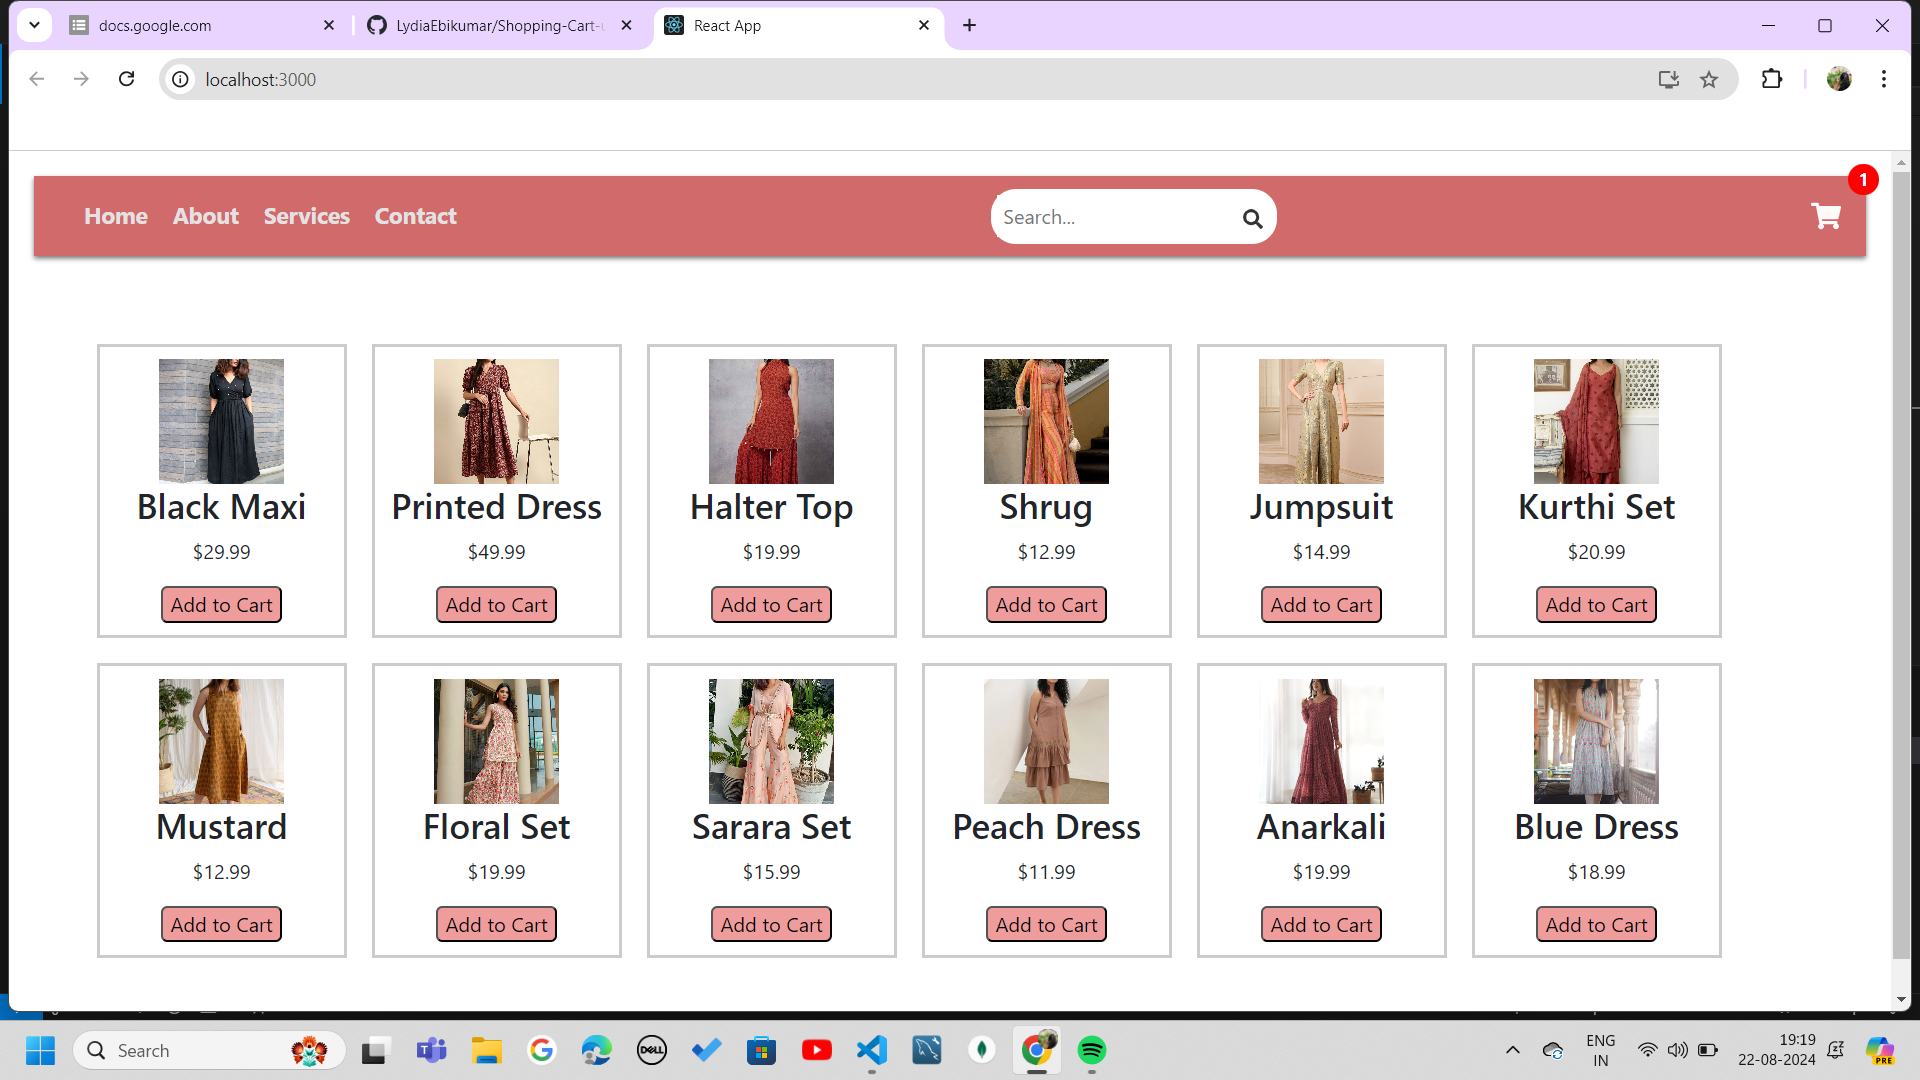 docs.google.com
LydiaEbikumar/Shopping-Cart-u
React App
localhost:3000
1
Home About Services Contact
Search...
Black Maxi Printed Dress Halter Top Shrug Jumpsuit Kurthi Set
$29.99 $49.99 $19.99 $12.99 $14.99 $20.99
Add to Cart Add to Cart Add to Cart Add to Cart Add to Cart Add to Cart
Mustard Floral Set Sarara Set Peach Dress Anarkali Blue Dress
$12.99 $19.99 $15.99 $11.99 $19.99 $18.99
Add to Cart Add to Cart Add to Cart Add to Cart Add to Cart Add to Cart
Search
DELL
ENG
IN
19:19
22-08-2024
PRE